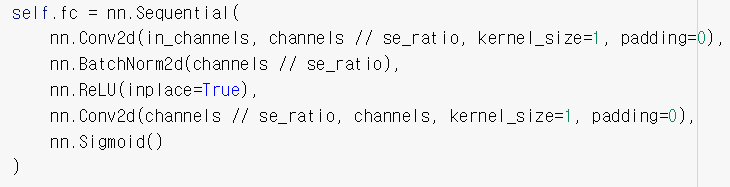 self.fc = nn.Sequential(
    nn.Conv2d(in_channels, channels // se_ratio, kernel_size=1, padding=0),
    nn.BatchNorm2d(channels // se_ratio),
    nn.ReLU(inplace=True),
    nn.Conv2d(channels // se_ratio, channels, kernel_size=1, padding=0),
    nn.Sigmoid()
)